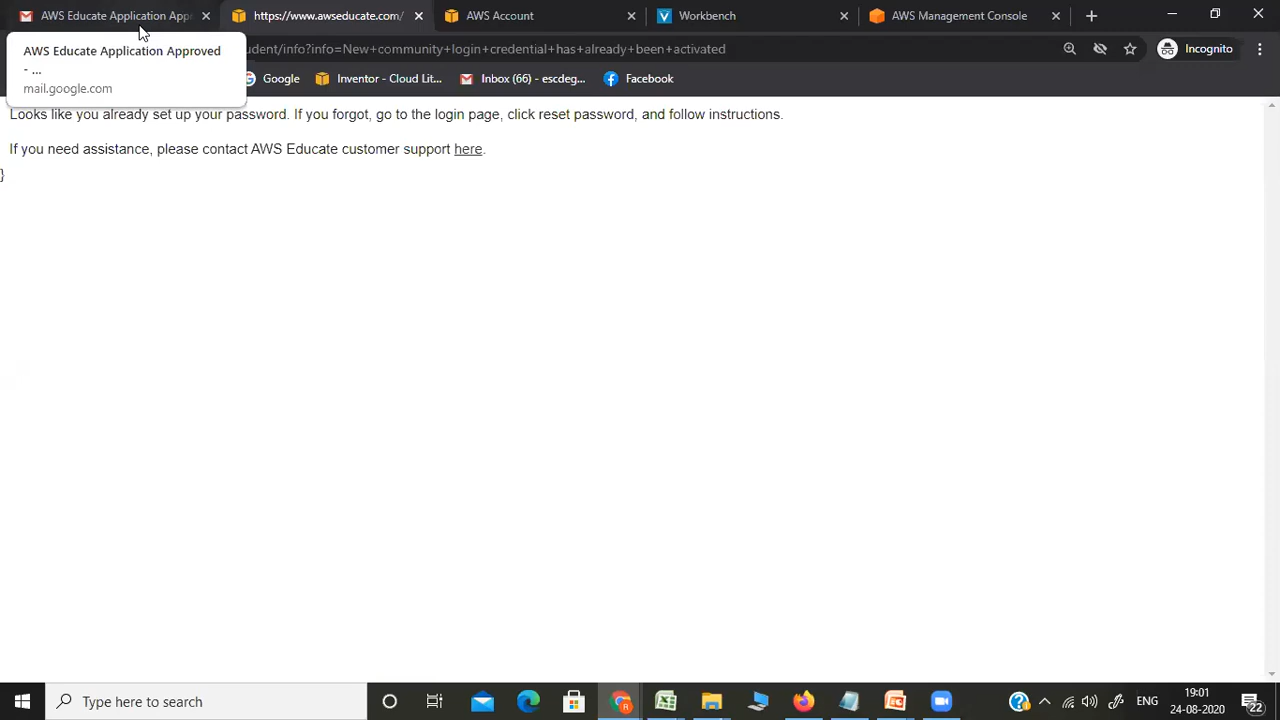 AWS Educate Application Appr
https://www.awseducate.com/
AWS Account
Workbench
AWS Management Console
AWS Educate Application Approved
- ...
mail.google.com
tudent/info?info=New+community+login+credential+has+already+been+activated
Incognito
Google
Inventor - Cloud Lit...
Inbox (66) - escdeg...
Facebook
Looks like you already set up your password. If you forgot, go to the login page, click reset password, and follow instructions.
If you need assistance, please contact AWS Educate customer support here.
}
Type here to search
ENG
19:01
24-08-2020
22